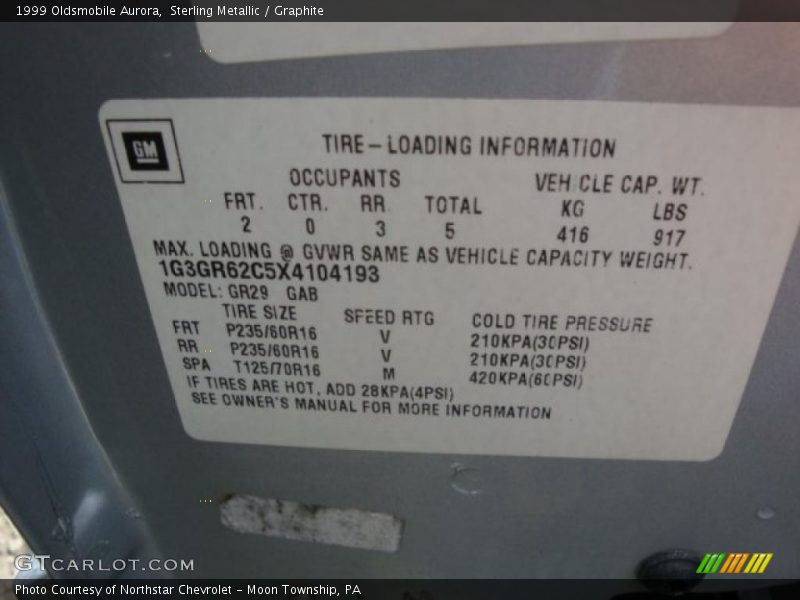 1999 Oldsmobile Aurora, Sterling Metallic / Graphite
GM
TIRE-LOADING INFORMATION
OCCUPANTS VEHICLE CAP. WT.
FRT. CTR. RR. TOTAL KG LBS
2 0 3 5 416 917
MAX. LOADING @ GVWR SAME AS VEHICLE CAPACITY WEIGHT.
1G3GR62C5X4104193
MODEL: GR29 GAB
TIRE SIZE SPEED RTG COLD TIRE PRESSURE
FRT P235/60R16 V 210KPA(30PSI)
RR P235/60R16 V 210KPA(30PSI)
SPA T125/70R16 M 420KPA(60PSI)
IF TIRES ARE HOT, ADD 28KPA(4PSI)
SEE OWNER'S MANUAL FOR MORE INFORMATION
GTCARLOT.COM
Photo Courtesy of Northstar Chevrolet - Moon Township, PA